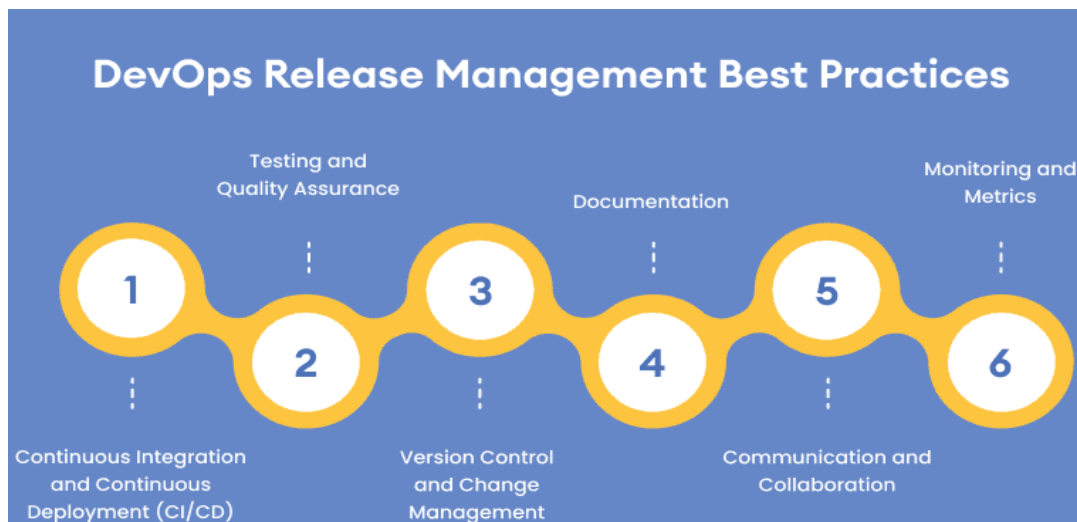 DevOps Release Management Best Practices
1
Continuous Integration
and Continuous
Deployment (CI/CD)
2
Testing and
Quality Assurance
3
Version Control
and Change
Management
4
Documentation
5
Communication and
Collaboration
6
Monitoring and
Metrics